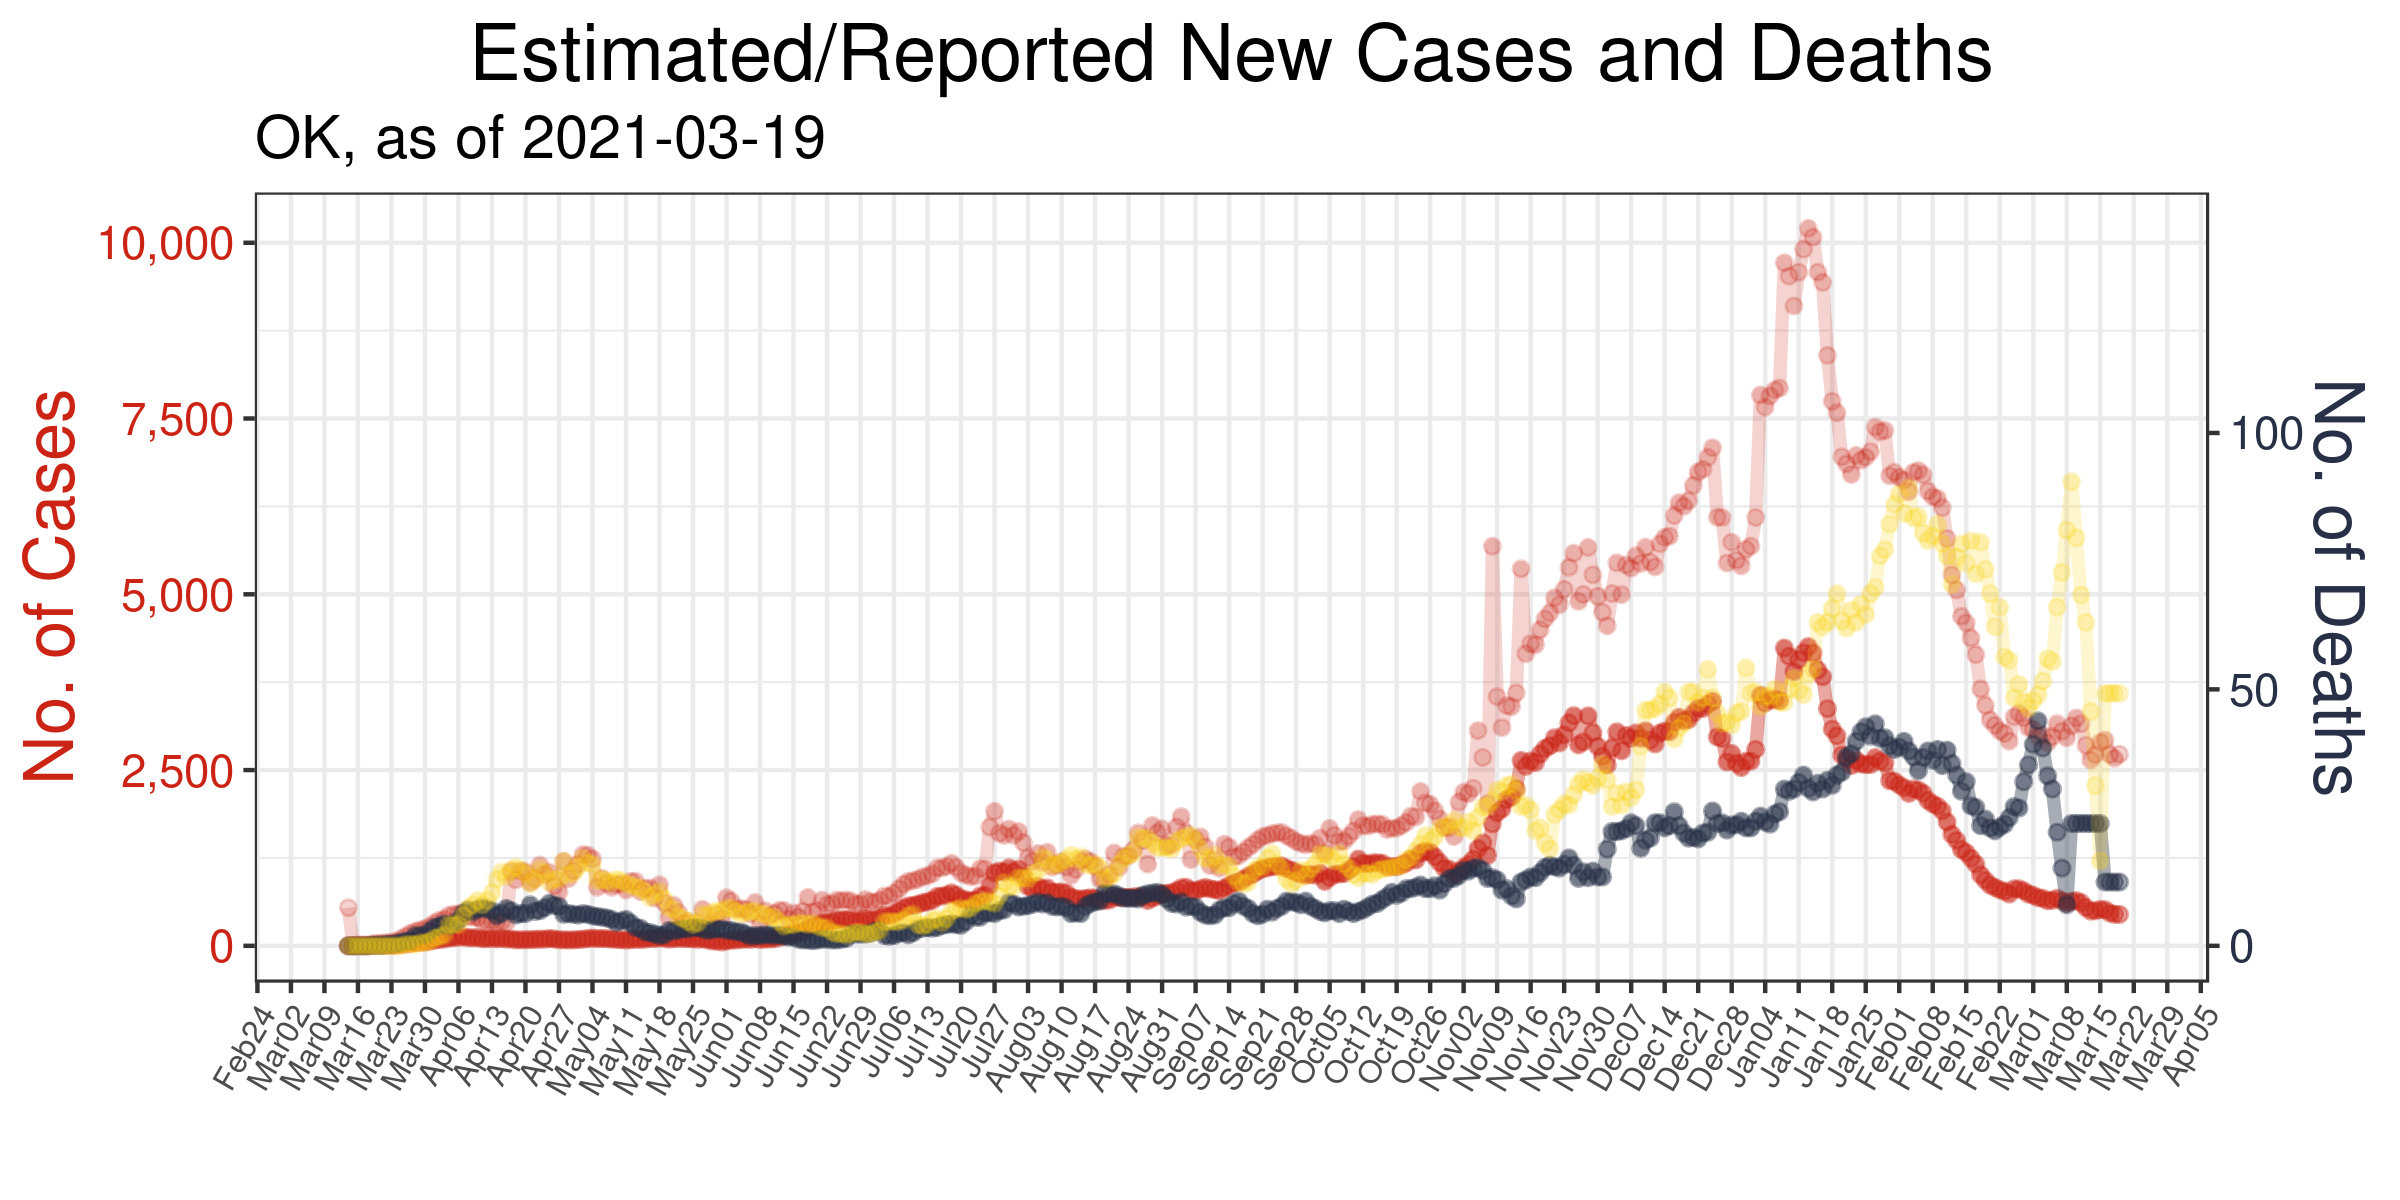 Estimated/Reported New Cases and Deaths
OK, as of 2021-03-19
No. of Cases
10,000
7,500
5,000
2,500
0
No. of Deaths
100
50
0
Feb24
Mar02
Mar09
Mar16
Mar23
Mar30
Apr06
Apr13
Apr20
Apr27
May04
May11
May18
May25
Jun01
Jun08
Jun15
Jun22
Jun29
Jul06
Jul13
Jul20
Jul27
Aug03
Aug10
Aug17
Aug24
Aug31
Sep07
Sep14
Sep21
Sep28
Oct05
Oct12
Oct19
Oct26
Nov02
Nov09
Nov16
Nov23
Nov30
Dec07
Dec14
Dec21
Dec28
Dec04
Jan11
Jan18
Jan25
Feb01
Feb08
Feb15
Feb22
Mar01
Mar08
Mar15
Mar22
Mar29
Apr05